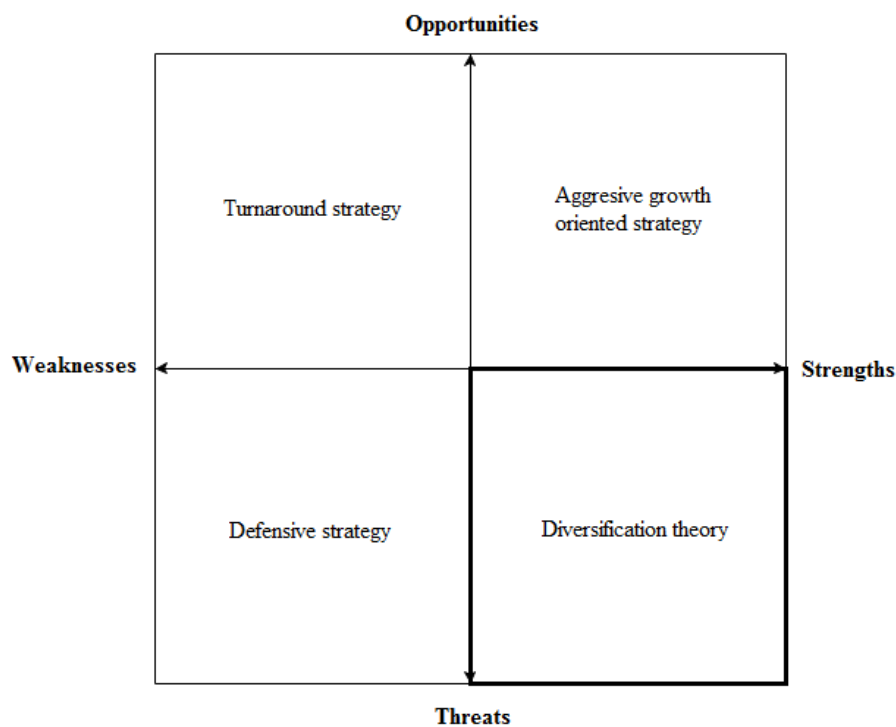 Opportunities
Turnaround strategy
Aggresive growth
oriented strategy
Weaknesses
Strengths
Defensive strategy
Diversification theory
Threats